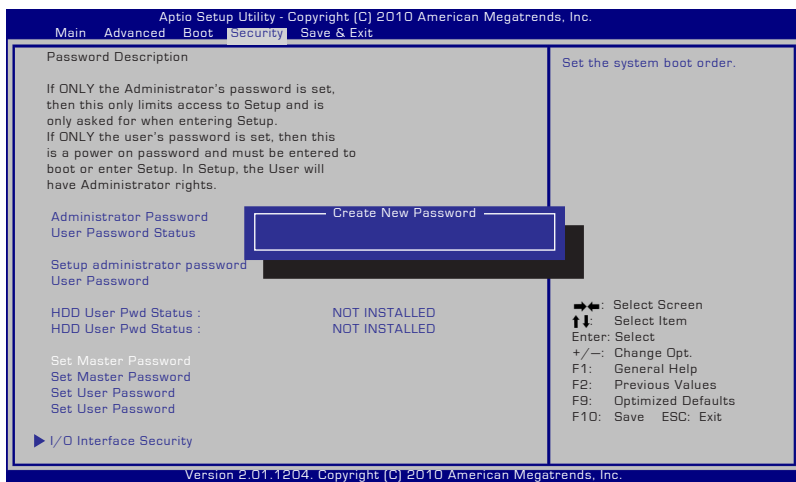 Aptio Setup Utility - Copyright (C) 2010 American Megatrends, Inc.
Main Advanced Boot Security Save & Exit
Password Description
If ONLY the Administrator's password is set,
then this only limits access to Setup and is
only asked for when entering Setup.
If ONLY the user's password is set, then this
is a power on password and must be entered to
boot or enter Setup. In Setup, the User will
have Administrator rights.
Administrator Password
User Password Status
Create New Password
Setup administrator password
User Password
HDD User Pwd Status : NOT INSTALLED
HDD User Pwd Status : NOT INSTALLED
Set Master Password
Set Master Password
Set User Password
Set User Password
I/O Interface Security
Set the system boot order.
➡⬅: Select Screen
⬆⬇: Select Item
Enter: Select
+/—: Change Opt.
F1: General Help
F2: Previous Values
F9: Optimized Defaults
F10: Save ESC: Exit
Version 2.01.1204. Copyright (C) 2010 American Megatrends, Inc.